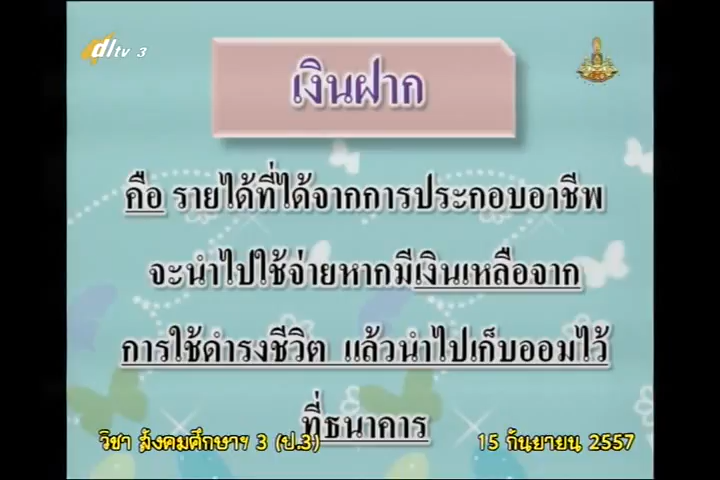 dltv 3
เงินฝาก
คือ รายได้ที่ได้จากการประกอบอาชีพ
จะนำไปใช้จ่ายหากมีเงินเหลือจาก
การใช้ดำรงชีวิต แล้วนำไปเก็บออมไว้
ที่ธนาคาร
วิชา สังคมศึกษาฯ 3 (ป.3) 15 กันยายน 2557